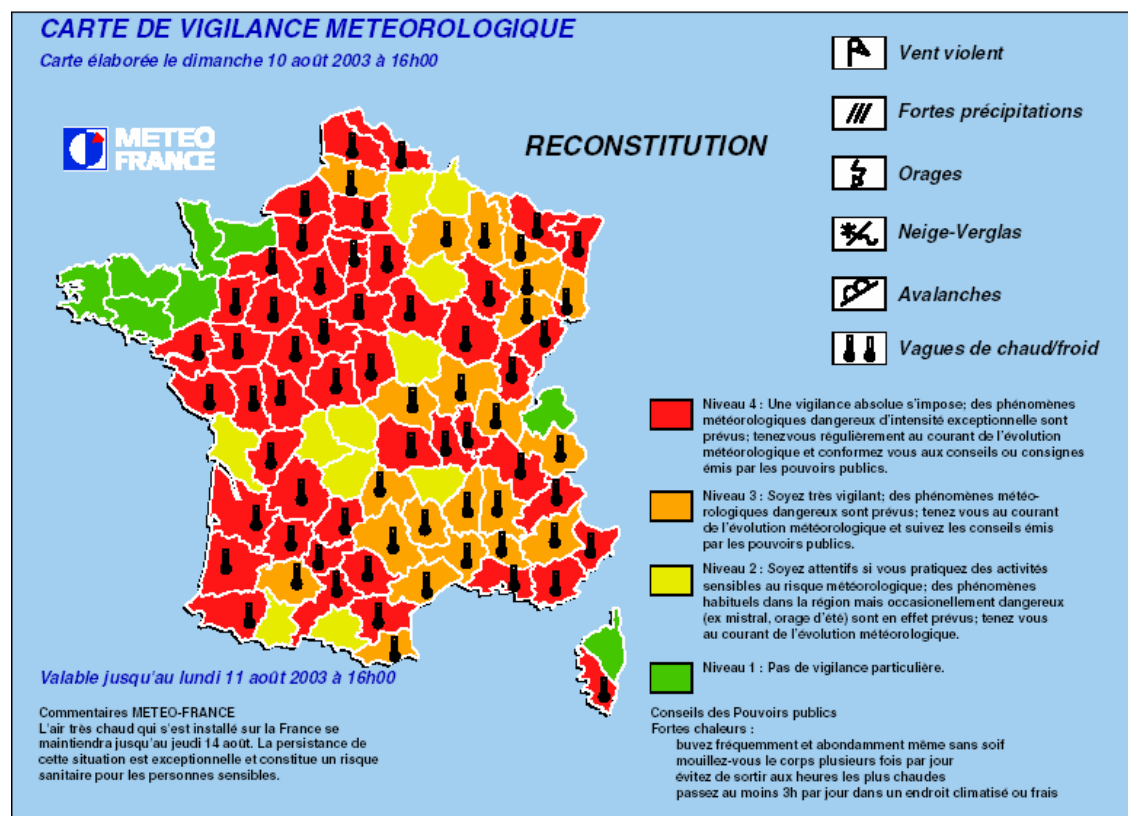 CARTE DE VIGILANCE METEOROLOGIQUE
Carte élaborée le dimanche 10 août 2003 à 16h00
METEO
FRANCE
RECONSTITUTION
Vent violent
Fortes précipitations
Orages
Neige-Verglas
Avalanches
Vagues de chaud/froid
Niveau 4 : Une vigilance absolue s'impose; des phénomènes
météorologiques dangereux d'intensité exceptionnelle sont
prévus; tenezvous régulièrement au courant de l'évolution
météorologique et conformez vous aux conseils ou consignes
émis par les pouvoirs publics.
Niveau 3 : Soyez très vigilant; des phénomènes météo-
rologiques dangereux sont prévus; tenez vous au courant
de l'évolution météorologique et suivez les conseils émis
par les pouvoirs publics.
Niveau 2 : Soyez attentifs si vous pratiquez des activités
sensibles au risque météorologique; des phénomènes
habituels dans la région mais occasionellement dangereux
(ex mistral, orage d'été) sont en effet prévus; tenez vous
au courant de l'évolution météorologique.
Niveau 1 : Pas de vigilance particulière.
Valable jusqu'au lundi 11 août 2003 à 16h00
Commentaires METEO-FRANCE
L'air très chaud qui s'est installé sur la France se
maintiendra jusqu'au jeudi 14 août. La persistance de
cette situation est exceptionnelle et constitue un risque
sanitaire pour les personnes sensibles.
Conseils des Pouvoirs publics
Fortes chaleurs :
buvez fréquemment et abondamment même sans soif
mouillez-vous le corps plusieurs fois par jour
évitez de sortir aux heures les plus chaudes
passez au moins 3h par jour dans un endroit climatisé ou frais